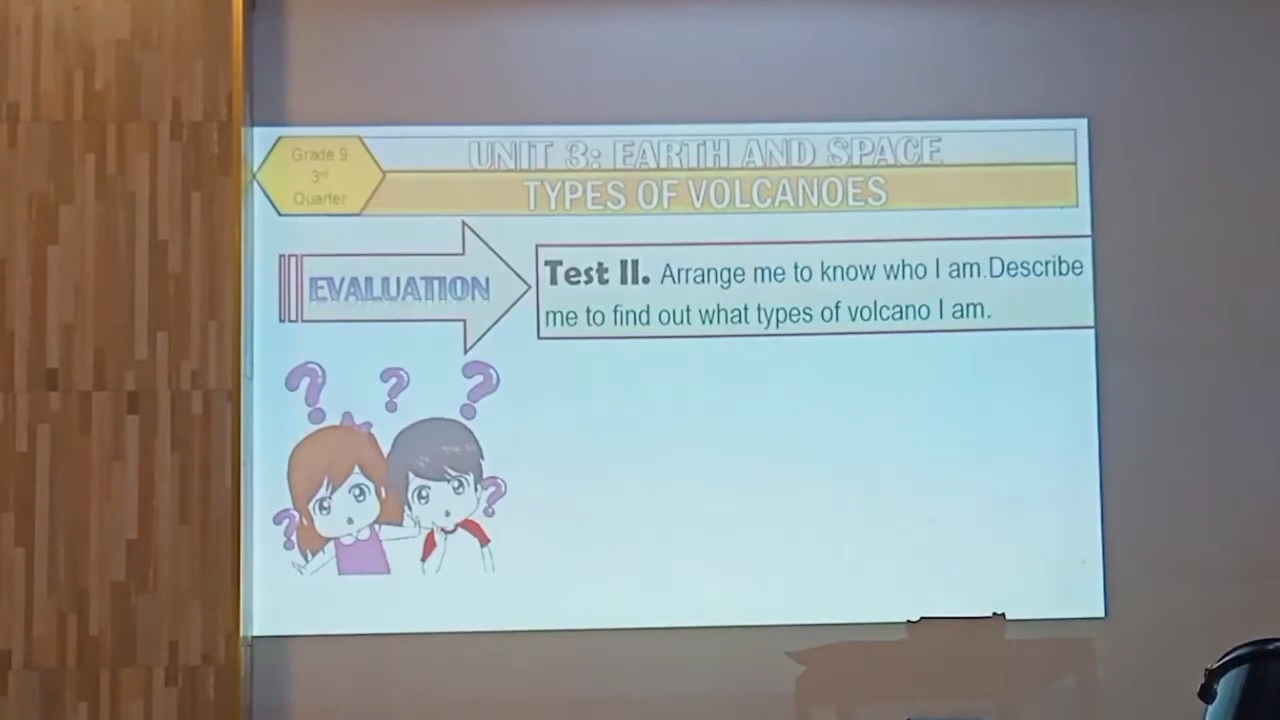 Grade 9
3rd
Quarter
UNIT 3: EARTH AND SPACE
TYPES OF VOLCANOES
EVALUATION
Test II. Arrange me to know who I am.Describe
me to find out what types of volcano I am.
? ? ?
? ?